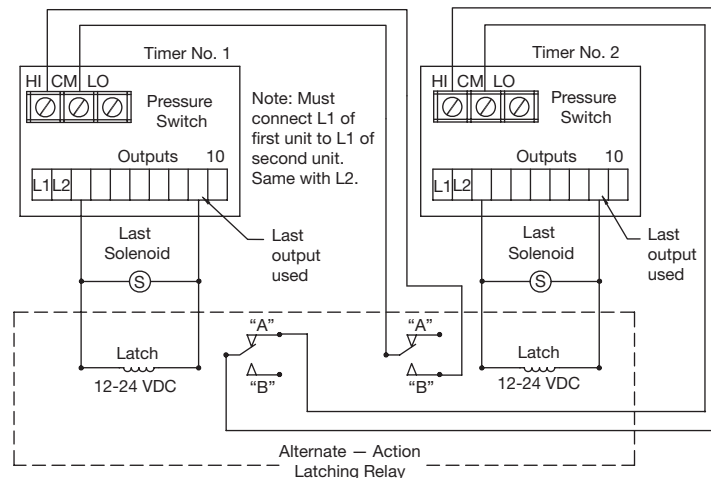 Timer No. 1
HI CM LO
Pressure
Switch
Outputs 10
L1 L2
Note: Must
connect L1 of
first unit to L1 of
second unit.
Same with L2.
Last
Solenoid
S
Last
output
used
Timer No. 2
HI CM LO
Pressure
Switch
Outputs 10
L1 L2
Last
Solenoid
S
Last
output
used
Latch
12-24 VDC
“A”
“B”
“A”
“B”
Latch
12-24 VDC
Alternate — Action
Latching Relay